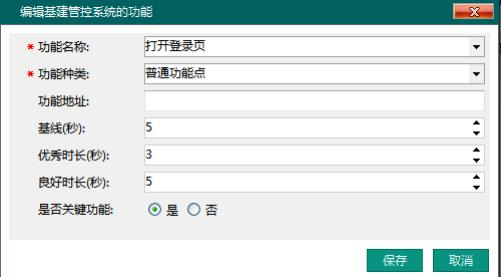 编辑基建管控系统的功能
* 功能名称: 打开登录页
* 功能种类: 普通功能点
功能地址:
基线(秒): 5
优秀时长(秒): 3
良好时长(秒): 5
是否关键功能: 是 否
保存 取消